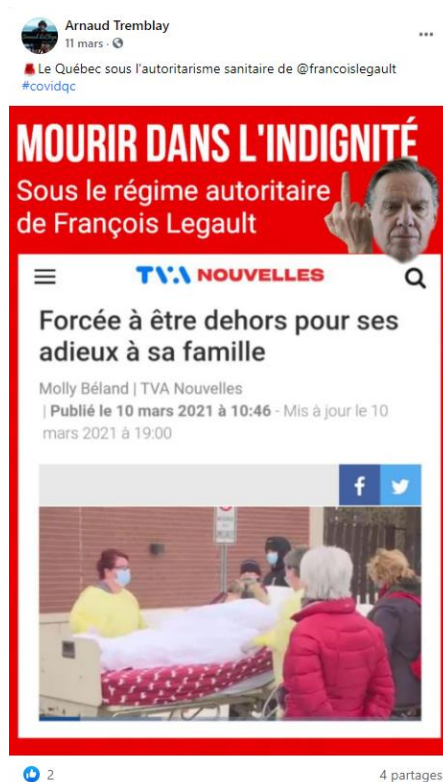 Arnaud Tremblay
11 mars ·
Le Québec sous l'autoritarisme sanitaire de @francoislegault
#covidqc
MOURIR DANS L'INDIGNITÉ
Sous le régime autoritaire
de François Legault
TVA NOUVELLES
Forcée à être dehors pour ses
adieux à sa famille
Molly Béland | TVA Nouvelles
| Publié le 10 mars 2021 à 10:46 - Mis à jour le 10
mars 2021 à 19:00
2
4 partages